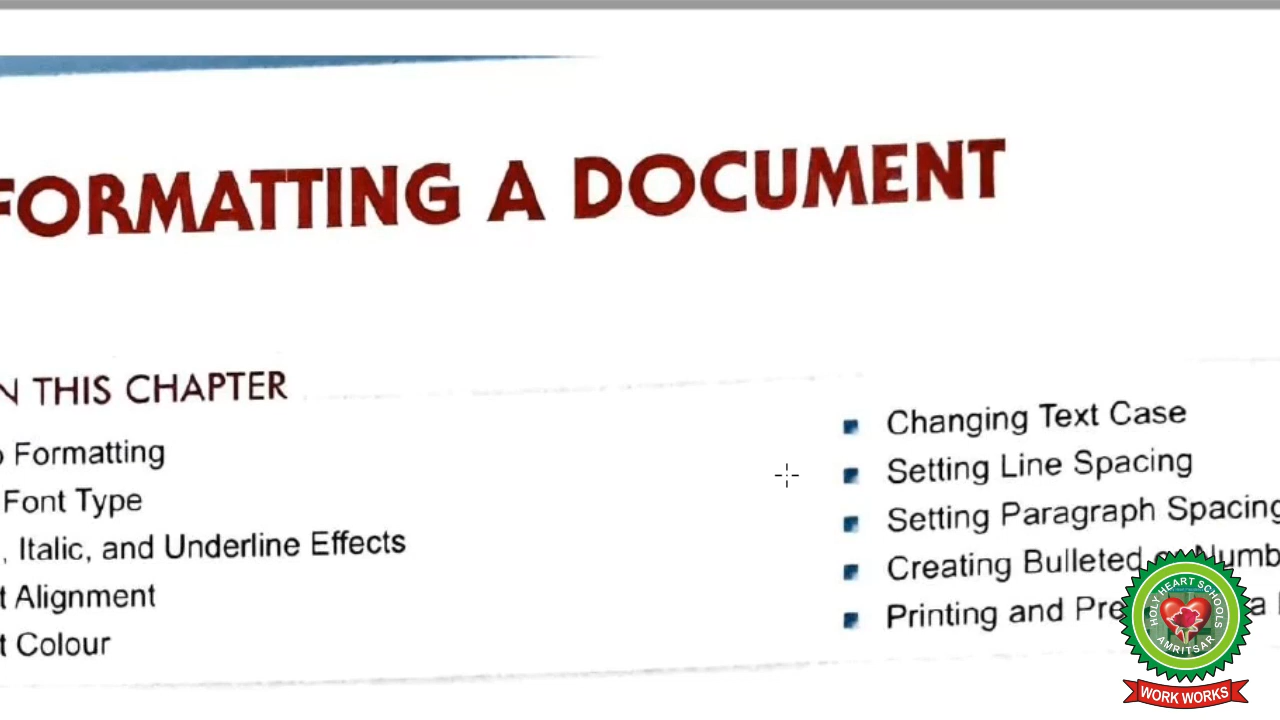 FORMATTING A DOCUMENT
N THIS CHAPTER
Formatting
Font Type
, Italic, and Underline Effects
t Alignment
t Colour
Changing Text Case
Setting Line Spacing
Setting Paragraph Spacing
Creating Bulleted
Printing and
HOLY HEART SCHOOLS
AMRITSAR
WORK WORKS